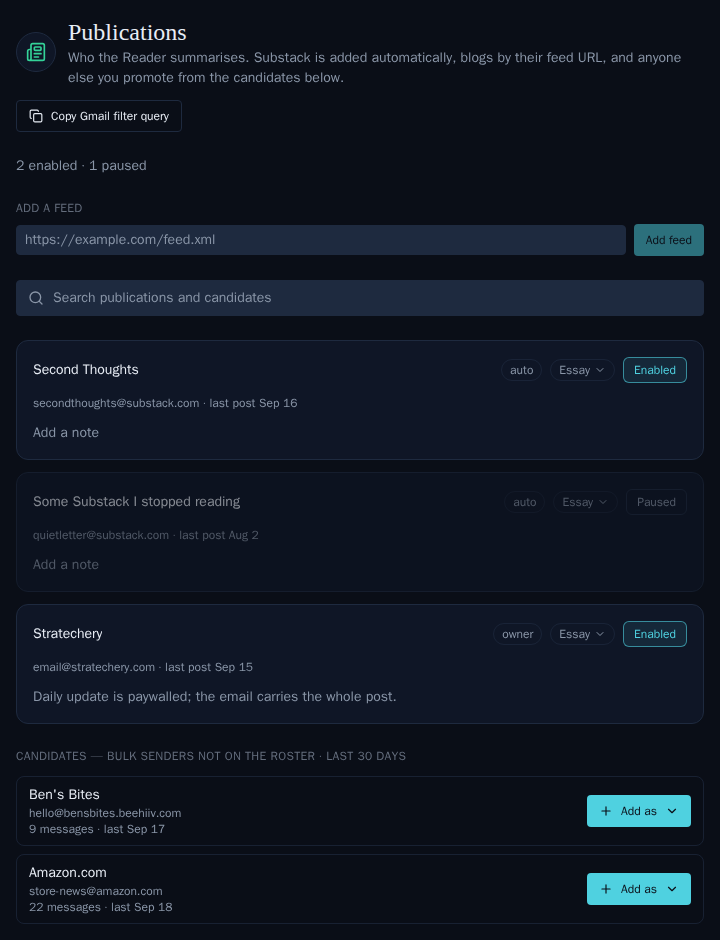 Publications
Who the Reader summarises. Substack is added automatically, blogs by their feed URL, and anyone
else you promote from the candidates below.
Copy Gmail filter query
2 enabled · 1 paused
ADD A FEED
https://example.com/feed.xml
Add feed
Search publications and candidates
Second Thoughts
auto
Essay
Enabled
secondthoughts@substack.com · last post Sep 16
Add a note
Some Substack I stopped reading
auto
Essay
Paused
quietletter@substack.com · last post Aug 2
Add a note
Stratechery
owner
Essay
Enabled
email@stratechery.com · last post Sep 15
Daily update is paywalled; the email carries the whole post.
CANDIDATES — BULK SENDERS NOT ON THE ROSTER · LAST 30 DAYS
Ben's Bites
hello@bensbites.beehiiv.com
9 messages · last Sep 17
Add as
Amazon.com
store-news@amazon.com
22 messages · last Sep 18
Add as